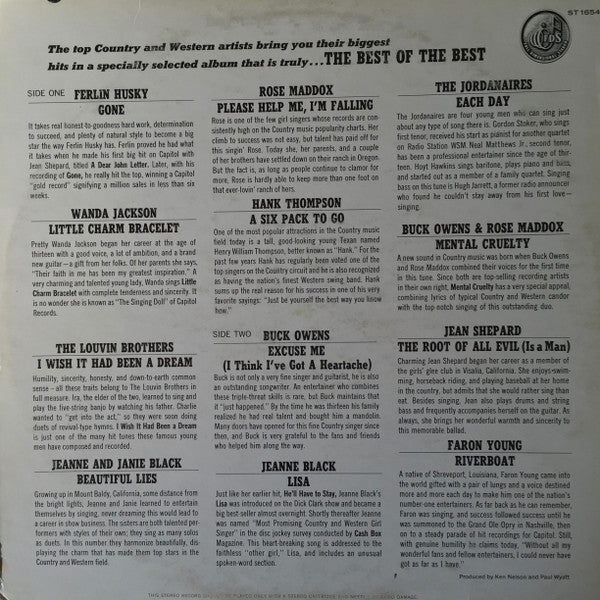 ST 1654
The top Country and Western artists bring you their biggest
hits in a specially selected album that is truly...THE BEST OF THE BEST
SIDE ONE FERLIN HUSKY
GONE
It takes real honest-to-goodness hard work, determination
to succeed, and plenty of natural style to become a big
star the way Ferlin Husky has. Ferlin proved he had what
it takes when he made his first big hit on Capitol with
Jean Shepard, titled A Dear John Letter. Later, with his
recording of Gone, he really hit the top, winning a Capitol
"gold record" signifying a million sales in less than six
weeks.
WANDA JACKSON
LITTLE CHARM BRACELET
Pretty Wanda Jackson began her career at the age of
thirteen with a good voice, a lot of ambition, and a brand
new guitar—a gift from her folks. Of her parents she says,
"Their faith in me has been my greatest inspiration." A
very charming and talented young lady, Wanda sings Little
Charm Bracelet with complete tenderness and sincerity. It
is no wonder she is known as "The Singing Doll" of Capitol
Records.
THE LOUVIN BROTHERS
I WISH IT HAD BEEN A DREAM
Humility, sincerity, honesty, and down-to-earth common
sense - all these traits belong to The Louvin Brothers in
full measure. Ira, the elder of the two, learned to sing and
play the five-string banjo by watching his father. Charlie
wanted to "get into the act," so they were soon doing
duets of revival-type hymns. I Wish It Had Been a Dream
is just one of the many hit tunes these famous young
men have composed and recorded.
JEANNE AND JANIE BLACK
BEAUTIFUL LIES
Growing up in Mount Baldy, California, some distance from
the bright lights, Jeanne and Janie learned to entertain
themselves by singing, never dreaming this would lead to
a career in show business. The sisters are both talented per-
formers with styles of their own; they sing as many solos
as duets. In this number they harmonize beautifully, dis-
playing the charm that has made them top stars in the
Country and Western field.
ROSE MADDOX
PLEASE HELP ME, I'M FALLING
Rose is one of the few girl singers whose records are con-
sistently high on the Country music popularity charts. Her
climb to success was not easy, but talent has paid off for
this singin' Rose. Today she, her parents, and a couple
of her brothers have settled down on their ranch in Oregon.
But the fact is, as long as people continue to clamor for
more, Rose is hardly able to keep more than one foot on
that ever-lovin' ranch of hers.
HANK THOMPSON
A SIX PACK TO GO
One of the most popular attractions in the Country music
field today is a tall, good-looking young Texan named
Henry William Thompson, better known as "Hank." For the
past few years Hank has regularly been voted one of the
top singers on the Country circuit and he is also recognized
as having the nation's finest Western swing band. Hank
sums up the real reason for his success in one of his very
favorite sayings: "Just be yourself the best way you know
how."
SIDE TWO BUCK OWENS
EXCUSE ME
(I Think I've Got A Heartache)
Buck is not only a very fine singer and guitarist, he is also
an outstanding songwriter. An entertainer who combines
these triple-threat skills is rare, but Buck maintains that
it "just happened." By the time he was thirteen his family
realized he had real talent and bought him a mandolin.
Many doors have opened for this fine Country singer since
then, and Buck is very grateful to the fans and friends
who helped him along the way.
JEANNE BLACK
LISA
Just like her earlier hit, He'll Have to Stay, Jeanne Black's
Lisa was introduced on the Dick Clark show and became a
big best seller almost overnight. Shortly thereafter Jeanne
was named "Most Promising Country and Western Girl
Singer" in the disc jockey survey conducted by Cash Box
Magazine. This heart-breaking song is addressed to the
faithless "other girl," Lisa, and includes an unusual
spoken-word section.
THE JORDANAIRES
EACH DAY
The Jordanaires are four young men who can sing just
about any type of song there is. Gordon Stoker, who sings
first tenor, received his start as pianist for another quartet
on Radio Station WSM. Neal Matthews Jr., second tenor,
has been a professional entertainer since the age of thir-
teen. Hoyt Hawkins sings baritone, plays piano and bass,
and started out as a member of a family quartet. Singing
bass on this tune is Hugh Jarrett, a former radio announcer
who found he couldn't stay away from his first love—
singing.
BUCK OWENS & ROSE MADDOX
MENTAL CRUELTY
A new sound in Country music was born when Buck Owens
and Rose Maddox combined their voices for the first time
in this tune. Since both are top-selling recording artists
in their own right, Mental Cruelty has a very special appeal,
combining lyrics of typical Country and Western candor
with the top notch singing of this outstanding duo.
JEAN SHEPARD
THE ROOT OF ALL EVIL (Is a Man)
Charming Jean Shepard began her career as a member of
the girls' glee club in Visalia, California. She enjoys swim-
ming, horseback riding, and playing baseball at her home
in the country, but admits that she would rather sing than
eat. Besides singing, Jean also plays drums and string
bass and frequently accompanies herself on the guitar. As
always, she brings her wonderful warmth and sincerity to
this memorable ballad.
FARON YOUNG
RIVERBOAT
A native of Shreveport, Louisiana, Faron Young came into
the world gifted with a pair of lungs and a voice destined
more and more each day to make him one of the nation's
number one entertainers. As far back as he can remember,
Faron was singing, and success followed success until he
was summoned to the Grand Ole Opry in Nashville, then
on to a steady parade of hit recordings for Capitol. Still,
with genuine humility he claims today, "Without all my
wonderful fans and fellow entertainers, I could never have
got as far as I have."
Produced by Ken Nelson and Paul Wyatt
THIS STEREO RECORD